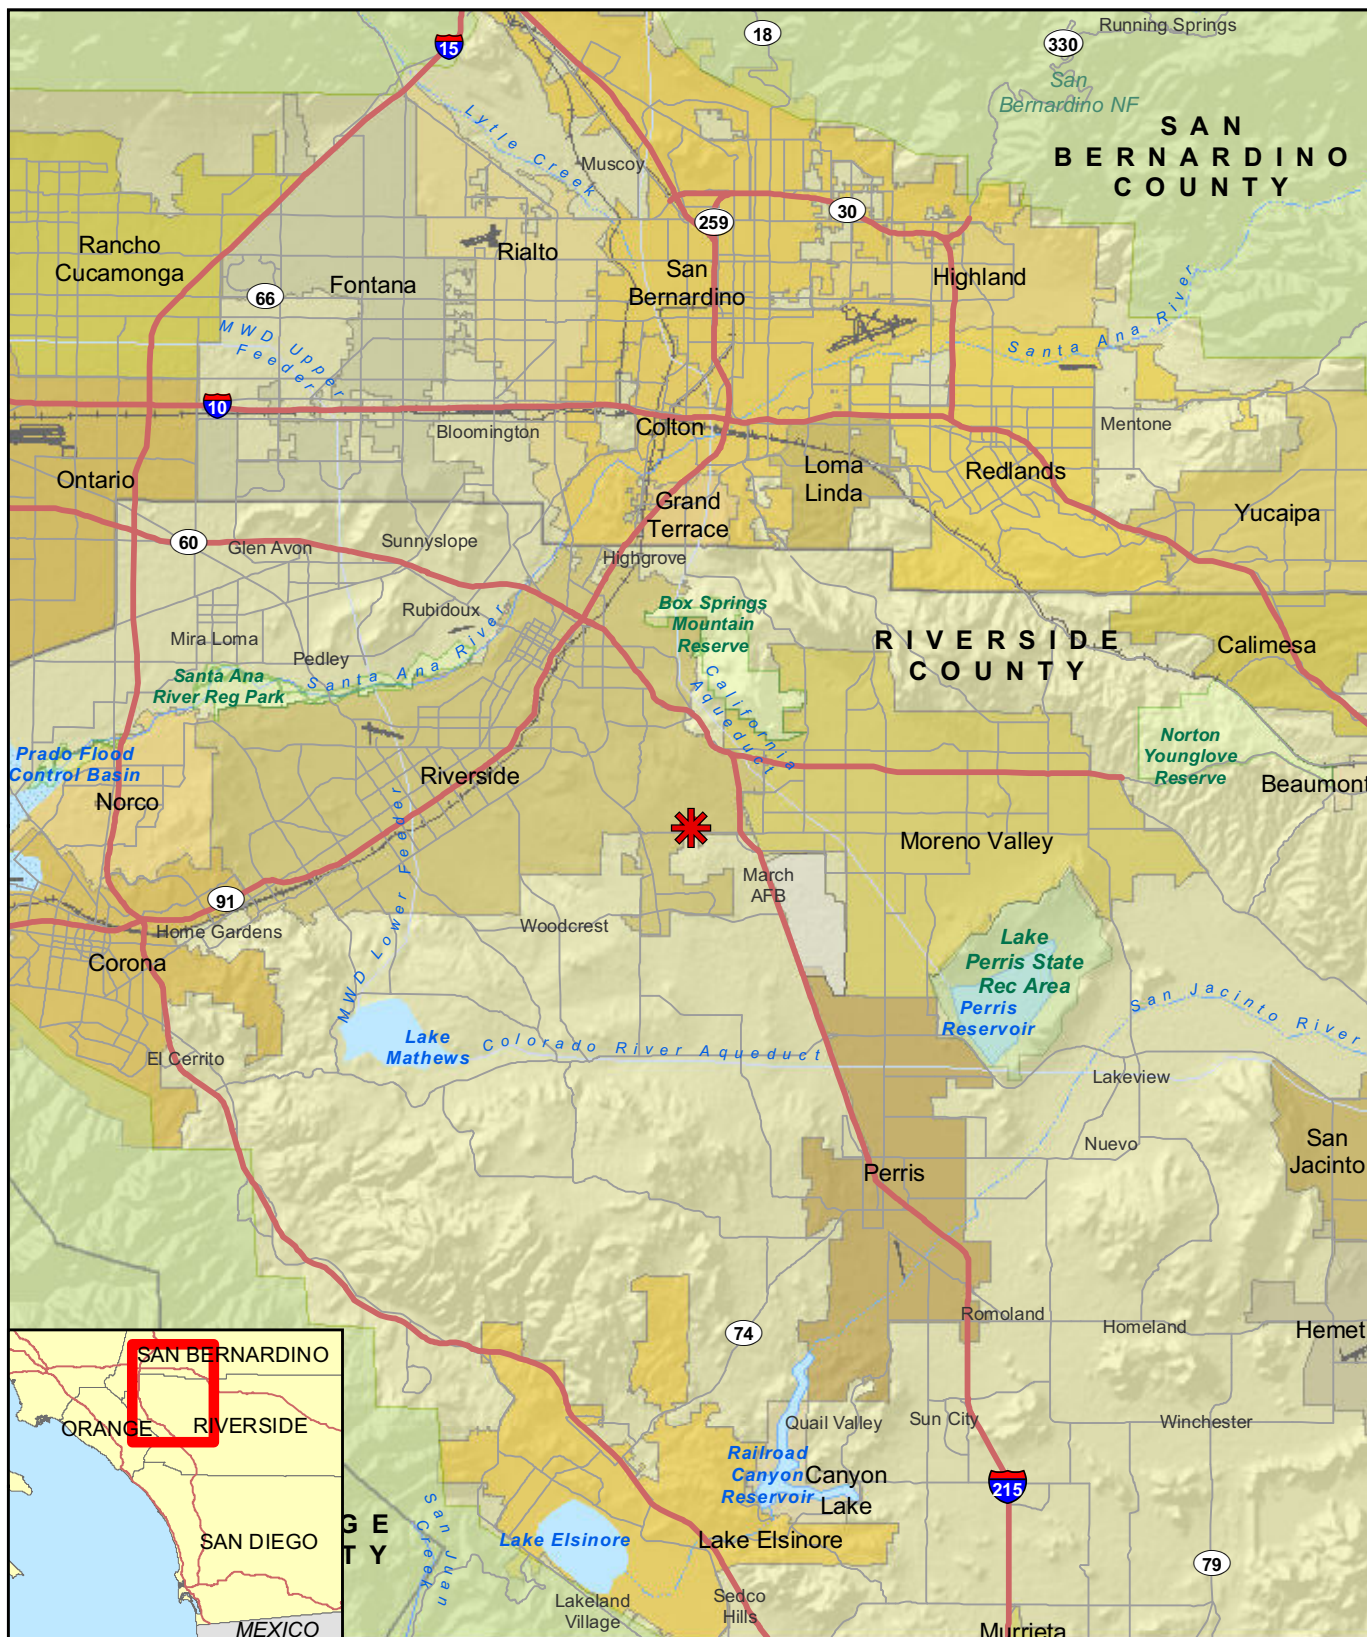 18
Running Springs
330
15
San
Bernardino NF
SAN
BERNARDINO
COUNTY
Lytle Creek
Muscoy
259
30
Rancho
Cucamonga
Rialto
Fontana
San
Bernardino
Highland
66
MWD Upper
Feeder
Santa Ana River
10
Bloomington
Colton
Mentone
Ontario
Loma
Linda
Redlands
Grand
Terrace
Yucaipa
60
Glen Avon
Sunnyslope
Highgrove
Rubidoux
Box Springs
Mountain
Reserve
RIVERSIDE
COUNTY
Calimesa
Mira Loma
Pedley
Santa Ana River
Santa Ana
River Reg Park
California
Aqueduct
Norton
Younglove
Reserve
Prado Flood
Control Basin
Norco
Riverside
Beaumont
MWD Lower Feeder
Moreno Valley
March
AFB
91
Woodcrest
Home Gardens
Corona
Lake
Perris State
Rec Area
Perris
Reservoir
San Jacinto River
Lake
Mathews
Colorado River Aqueduct
El Cerrito
Lakeview
Nuevo
San
Jacinto
Perris
Romoland
Homeland
Hemet
74
SAN BERNARDINO
ORANGE
RIVERSIDE
SAN DIEGO
MEXICO
Quail Valley
Sun City
Winchester
Railroad
Canyon
Reservoir
Canyon
Lake
215
GE
TY
San Juan
Creek
Lake Elsinore
Lake Elsinore
79
Lakeland
Village
Sedco
Hills
Murrieta